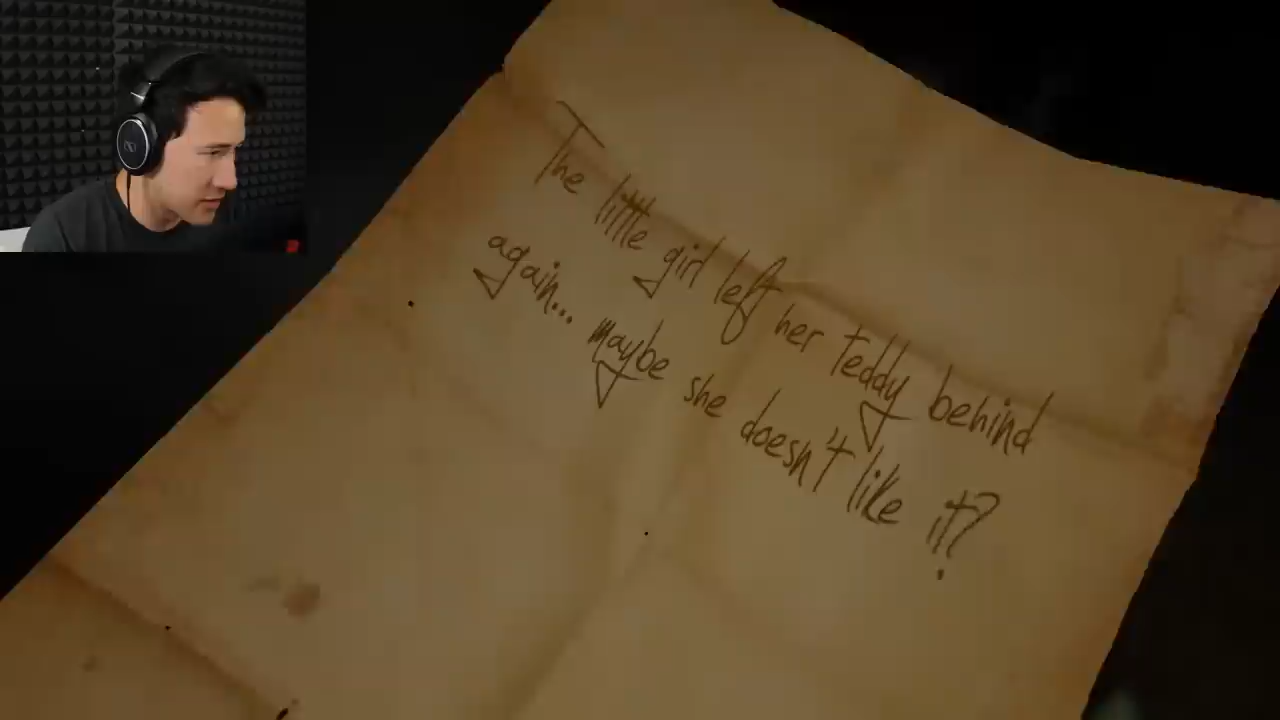 The little girl left her teddy behind
again... maybe she doesn't like it?